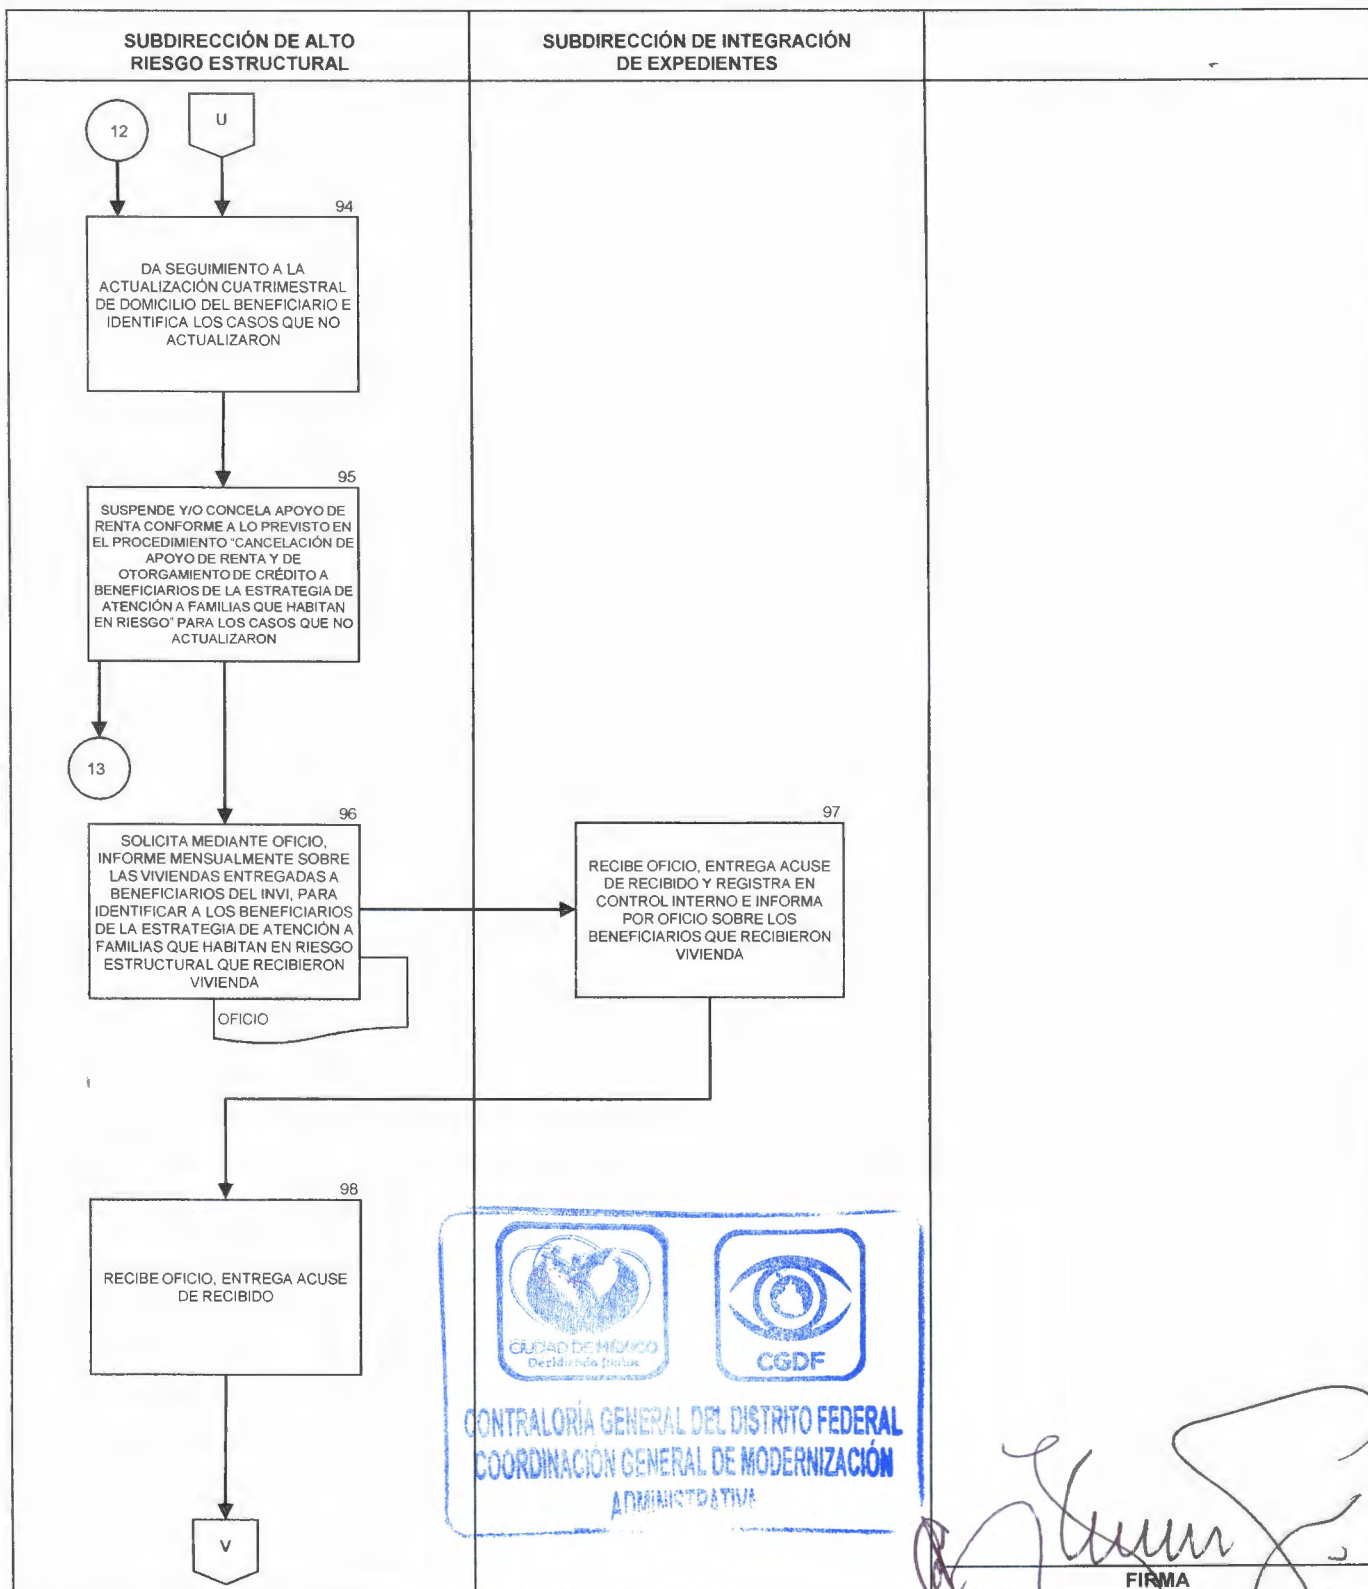 SUBDIRECCIÓN DE ALTO
RIESGO ESTRUCTURAL
SUBDIRECCIÓN DE INTEGRACIÓN
DE EXPEDIENTES
12
U
94
DA SEGUIMIENTO A LA
ACTUALIZACIÓN CUATRIMESTRAL
DE DOMICILIO DEL BENEFICIARIO E
IDENTIFICA LOS CASOS QUE NO
ACTUALIZARON
95
SUSPENDE Y/O CONCELA APOYO DE
RENTA CONFORME A LO PREVISTO EN
EL PROCEDIMIENTO "CANCELACIÓN DE
APOYO DE RENTA Y DE
OTORGAMIENTO DE CRÉDITO A
BENEFICIARIOS DE LA ESTRATEGIA DE
ATENCIÓN A FAMILIAS QUE HABITAN
EN RIESGO" PARA LOS CASOS QUE NO
ACTUALIZARON
13
96
SOLICITA MEDIANTE OFICIO,
INFORME MENSUALMENTE SOBRE
LAS VIVIENDAS ENTREGADAS A
BENEFICIARIOS DEL INVI, PARA
IDENTIFICAR A LOS BENEFICIARIOS
DE LA ESTRATEGIA DE ATENCIÓN A
FAMILIAS QUE HABITAN EN RIESGO
ESTRUCTURAL QUE RECIBIERON
VIVIENDA
OFICIO
97
RECIBE OFICIO, ENTREGA ACUSE
DE RECIBIDO Y REGISTRA EN
CONTROL INTERNO E INFORMA
POR OFICIO SOBRE LOS
BENEFICIARIOS QUE RECIBIERON
VIVIENDA
98
RECIBE OFICIO, ENTREGA ACUSE
DE RECIBIDO
V
CIUDAD DE MÉXICO
Decidiendo Juntos
CGDF
CONTRALORÍA GENERAL DEL DISTRITO FEDERAL
COORDINACIÓN GENERAL DE MODERNIZACIÓN
ADMINISTRATIVA
FIRMA